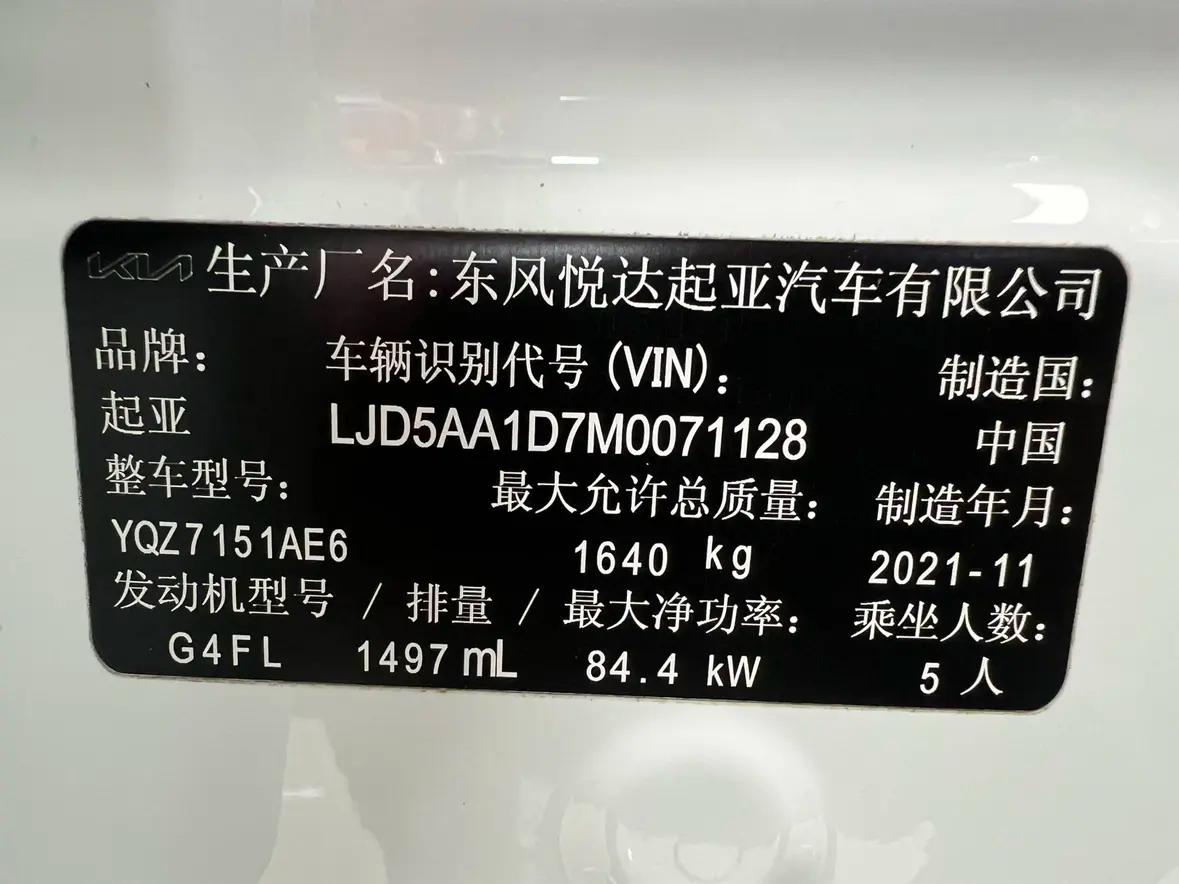 KIA 生产厂名:东风悦达起亚汽车有限公司
品牌: 车辆识别代号(VIN): 制造国:
起亚 LJD5AA1D7M0071128 中国
整车型号: 最大允许总质量: 制造年月:
YQZ7151AE6 1640 kg 2021-11
发动机型号 / 排量 / 最大净功率: 乘坐人数:
G4FL 1497 mL 84.4 kW 5 人